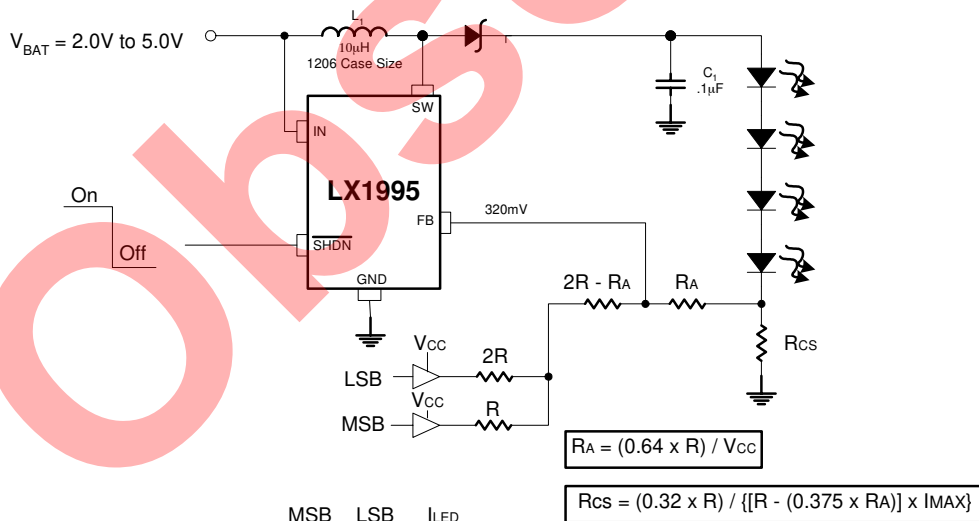 L1
VBAT = 2.0V to 5.0V
10µH
1206 Case Size
C1
.1µF
SW
IN
LX1995
On
Off
SHDN
FB
320mV
GND
2R - RA
RA
RCS
VCC
LSB
2R
VCC
MSB
R
RA = (0.64 x R) / VCC
Rcs = (0.32 x R) / {[R - (0.375 x RA)] x IMAX}
MSB LSB ILED